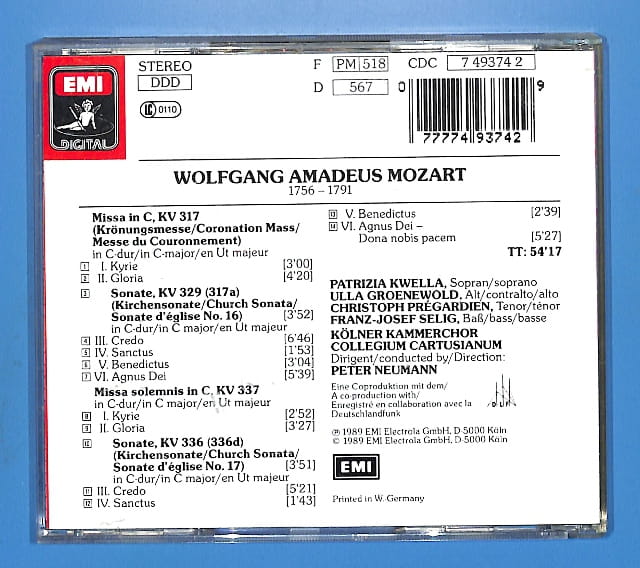 EMI
DIGITAL
STEREO
DDD
LC 0110
F PM 518 CDC 7 49374 2
D 567
0 77774 93742 9
WOLFGANG AMADEUS MOZART
1756 – 1791
Missa in C, KV 317
(Krönungsmesse/Coronation Mass/
Messe du Couronnement)
in C-dur/in C-major/en Ut majeur
1 I. Kyrie [3'00]
2 II. Gloria [4'20]
3 Sonate, KV 329 (317a)
(Kirchensonate/Church Sonata/
Sonate d'église No. 16) [3'52]
in C-dur/in C major/en Ut majeur
4 III. Credo [6'46]
5 IV. Sanctus [1'53]
6 V. Benedictus [3'04]
7 VI. Agnus Dei [5'39]
Missa solemnis in C, KV 337
in C-dur/in C major/en Ut majeur
8 I. Kyrie [2'52]
9 II. Gloria [3'27]
10 Sonate, KV 336 (336d)
(Kirchensonate/Church Sonata/
Sonate d'église No. 17) [3'51]
in C-dur/in C major/en Ut majeur
11 III. Credo [5'21]
12 IV. Sanctus [1'43]
13 V. Benedictus [2'39]
14 VI. Agnus Dei –
Dona nobis pacem [5'27]
TT: 54'17
PATRIZIA KWELLA, Sopran/soprano
ULLA GROENEWOLD, Alt/contralto/alto
CHRISTOPH PRÉGARDIEN, Tenor/ténor
FRANZ-JOSEF SELIG, Baß/bass/basse
KÖLNER KAMMERCHOR
COLLEGIUM CARTUSIANUM
Dirigent/conducted by/Direction:
PETER NEUMANN
Eine Coproduktion mit dem/
A co-production with/
Enregistré en collaboration avec la
Deutschlandfunk
℗ 1989 EMI Electrola GmbH, D-5000 Köln
© 1989 EMI Electrola GmbH, D-5000 Köln
EMI
Printed in W. Germany